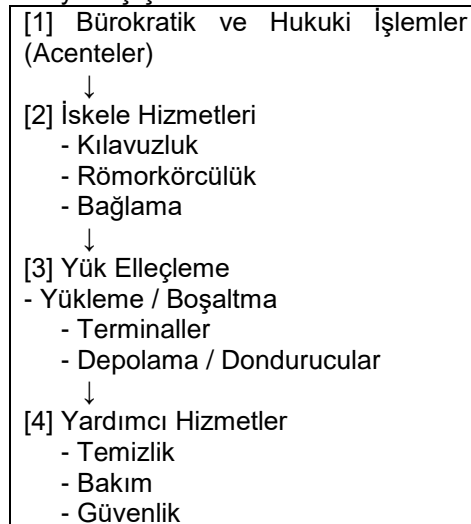 [1] Bürokratik ve Hukuki İşlemler
(Acenteler)
↓
[2] İskele Hizmetleri
- Kılavuzluk
- Römorkörcülük
- Bağlama
↓
[3] Yük Elleçleme
- Yükleme / Boşaltma
- Terminaller
- Depolama / Dondurucular
↓
[4] Yardımcı Hizmetler
- Temizlik
- Bakım
- Güvenlik